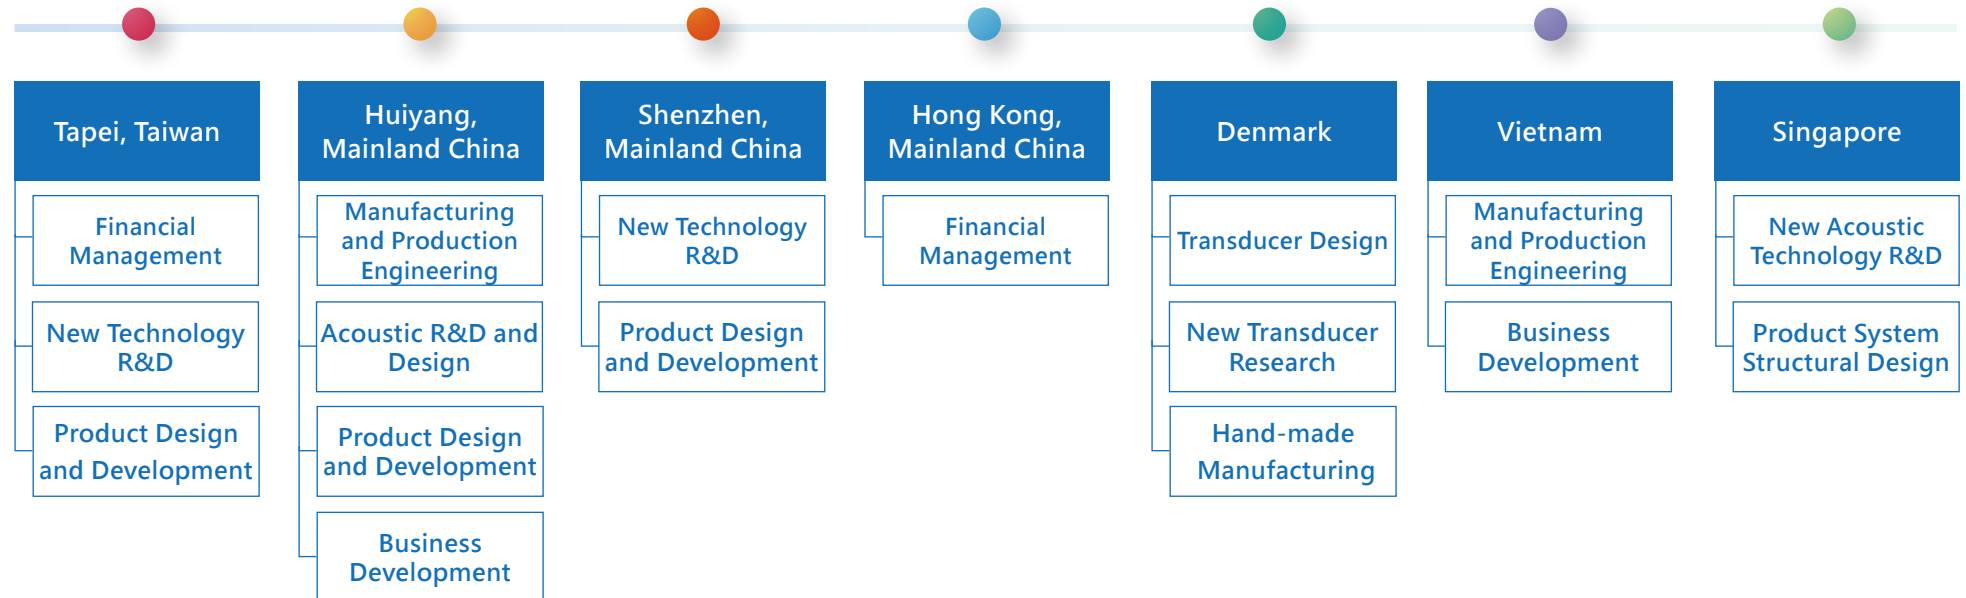 Tapei, Taiwan
Financial
Management
New Technology
R&D
Product Design
and Development
Huiyang,
Mainland China
Manufacturing
and Production
Engineering
Acoustic R&D and
Design
Product Design
and Development
Business
Development
Shenzhen,
Mainland China
New Technology
R&D
Product Design
and Development
Hong Kong,
Mainland China
Financial
Management
Denmark
Transducer Design
New Transducer
Research
Hand-made
Manufacturing
Vietnam
Manufacturing
and Production
Engineering
Business
Development
Singapore
New Acoustic
Technology R&D
Product System
Structural Design